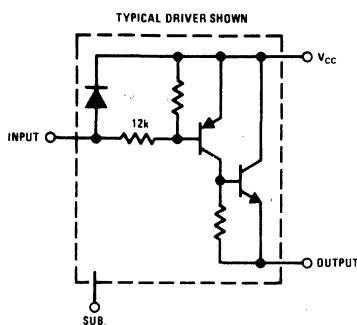 TYPICAL DRIVER SHOWN
VCC
12k
INPUT
OUTPUT
SUB.